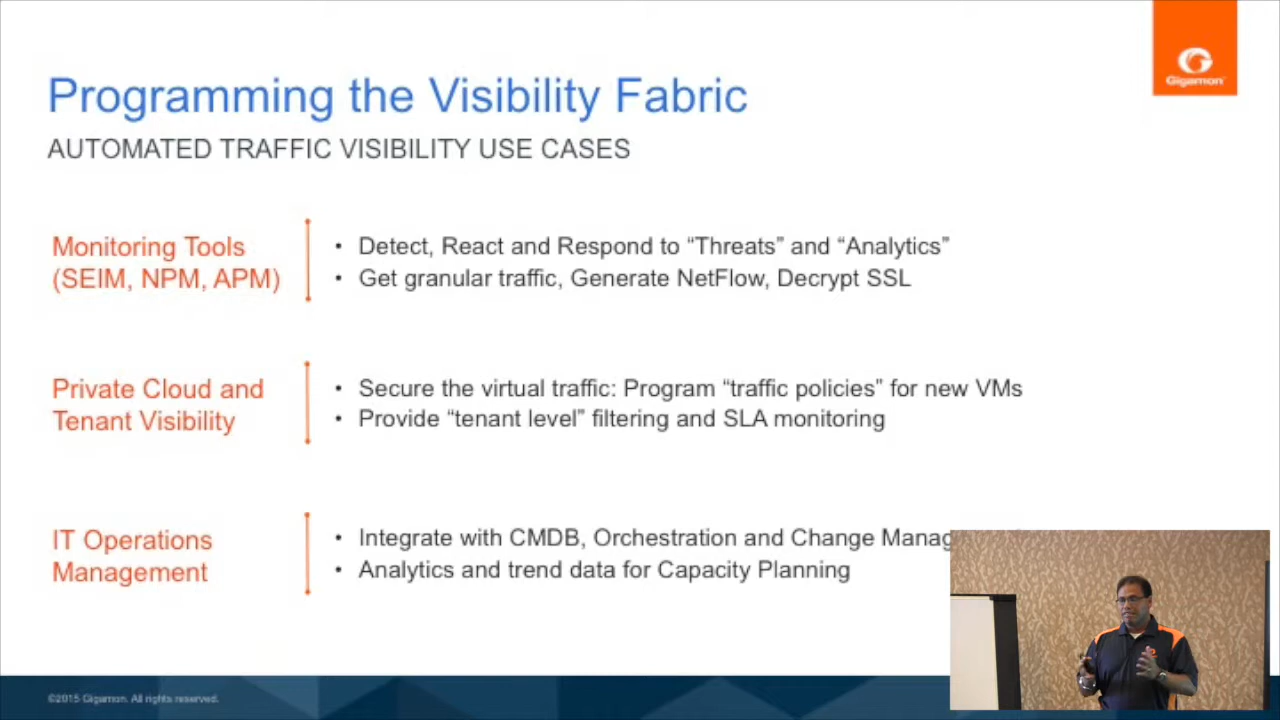 Gigamon
Programming the Visibility Fabric
AUTOMATED TRAFFIC VISIBILITY USE CASES
Monitoring Tools
(SEIM, NPM, APM)
• Detect, React and Respond to “Threats” and “Analytics”
• Get granular traffic, Generate NetFlow, Decrypt SSL
Private Cloud and
Tenant Visibility
• Secure the virtual traffic: Program “traffic policies” for new VMs
• Provide “tenant level” filtering and SLA monitoring
IT Operations
Management
• Integrate with CMDB, Orchestration and Change Manag
• Analytics and trend data for Capacity Planning
©2015 Gigamon. All rights reserved.